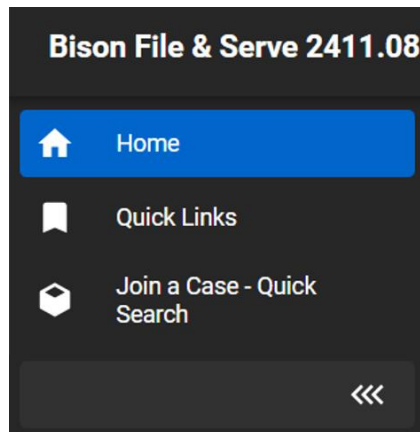 Bison File & Serve 2411.08
Home
Quick Links
Join a Case - Quick
Search